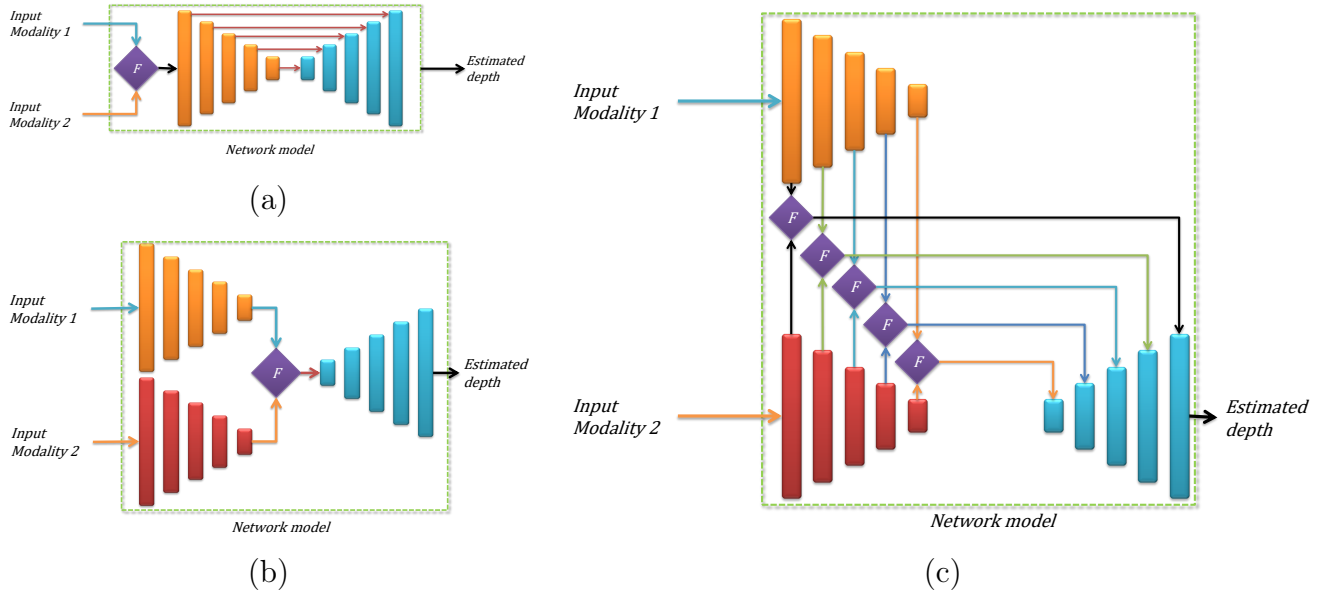 Input
Modality 1
F
Input
Modality 2
Estimated
depth
Network model
(a)
Input
Modality 1
F
Input
Modality 2
Estimated
depth
Network model
(b)
Input
Modality 1
F
F
F
F
F
Input
Modality 2
Estimated
depth
Network model
(c)